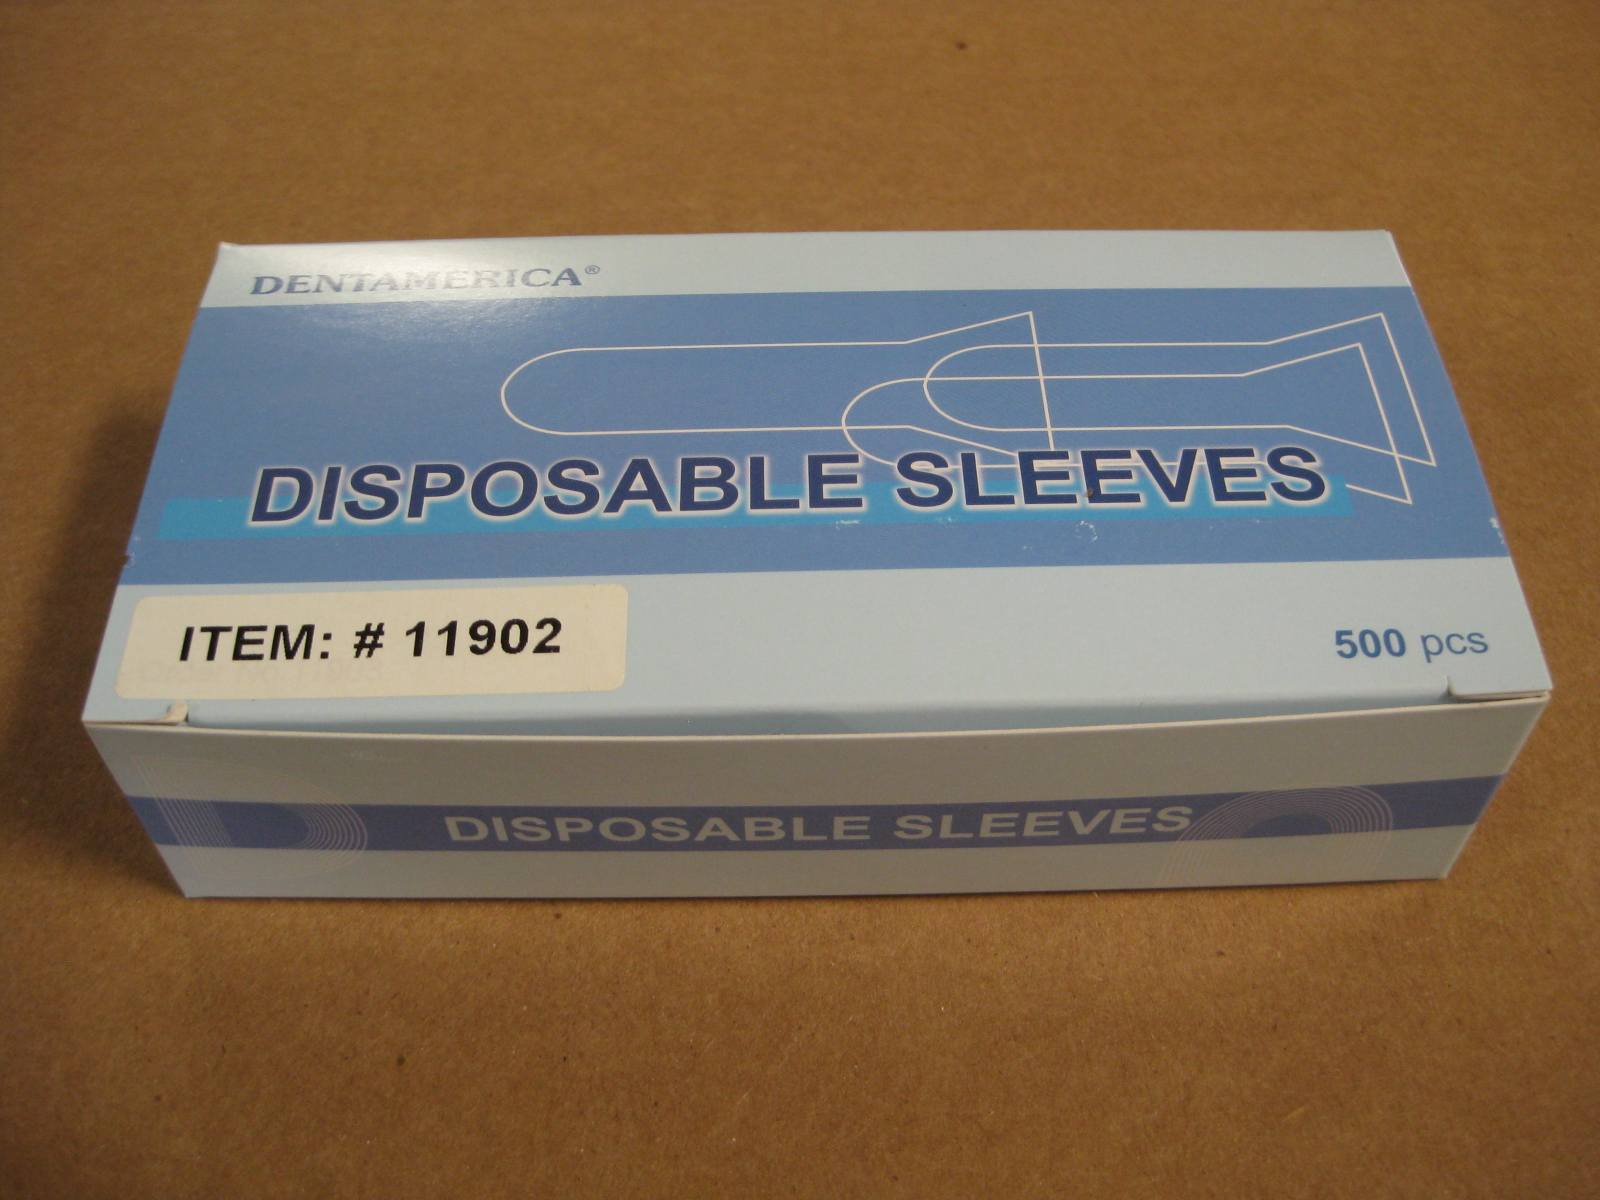 DENTAMERICA®
DISPOSABLE SLEEVES
ITEM: # 11902
500 pcs
DISPOSABLE SLEEVES